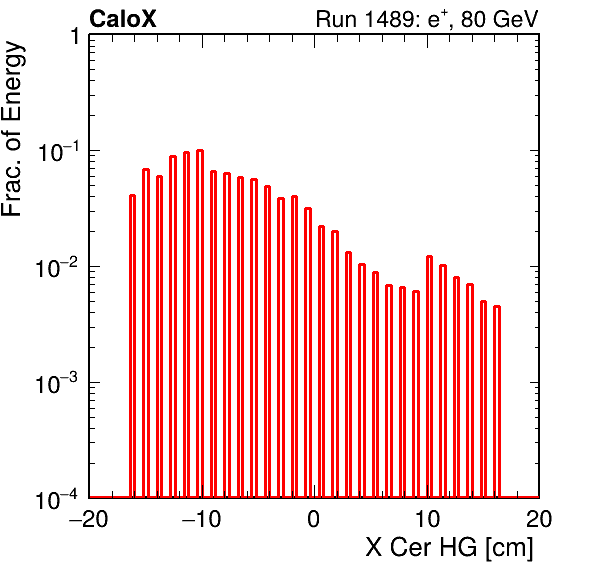 CaloX Run 1489: e⁺, 80 GeV
Frac. of Energy
1
10⁻¹
10⁻²
10⁻³
10⁻⁴
−20 −10 0 10 20
X Cer HG [cm]